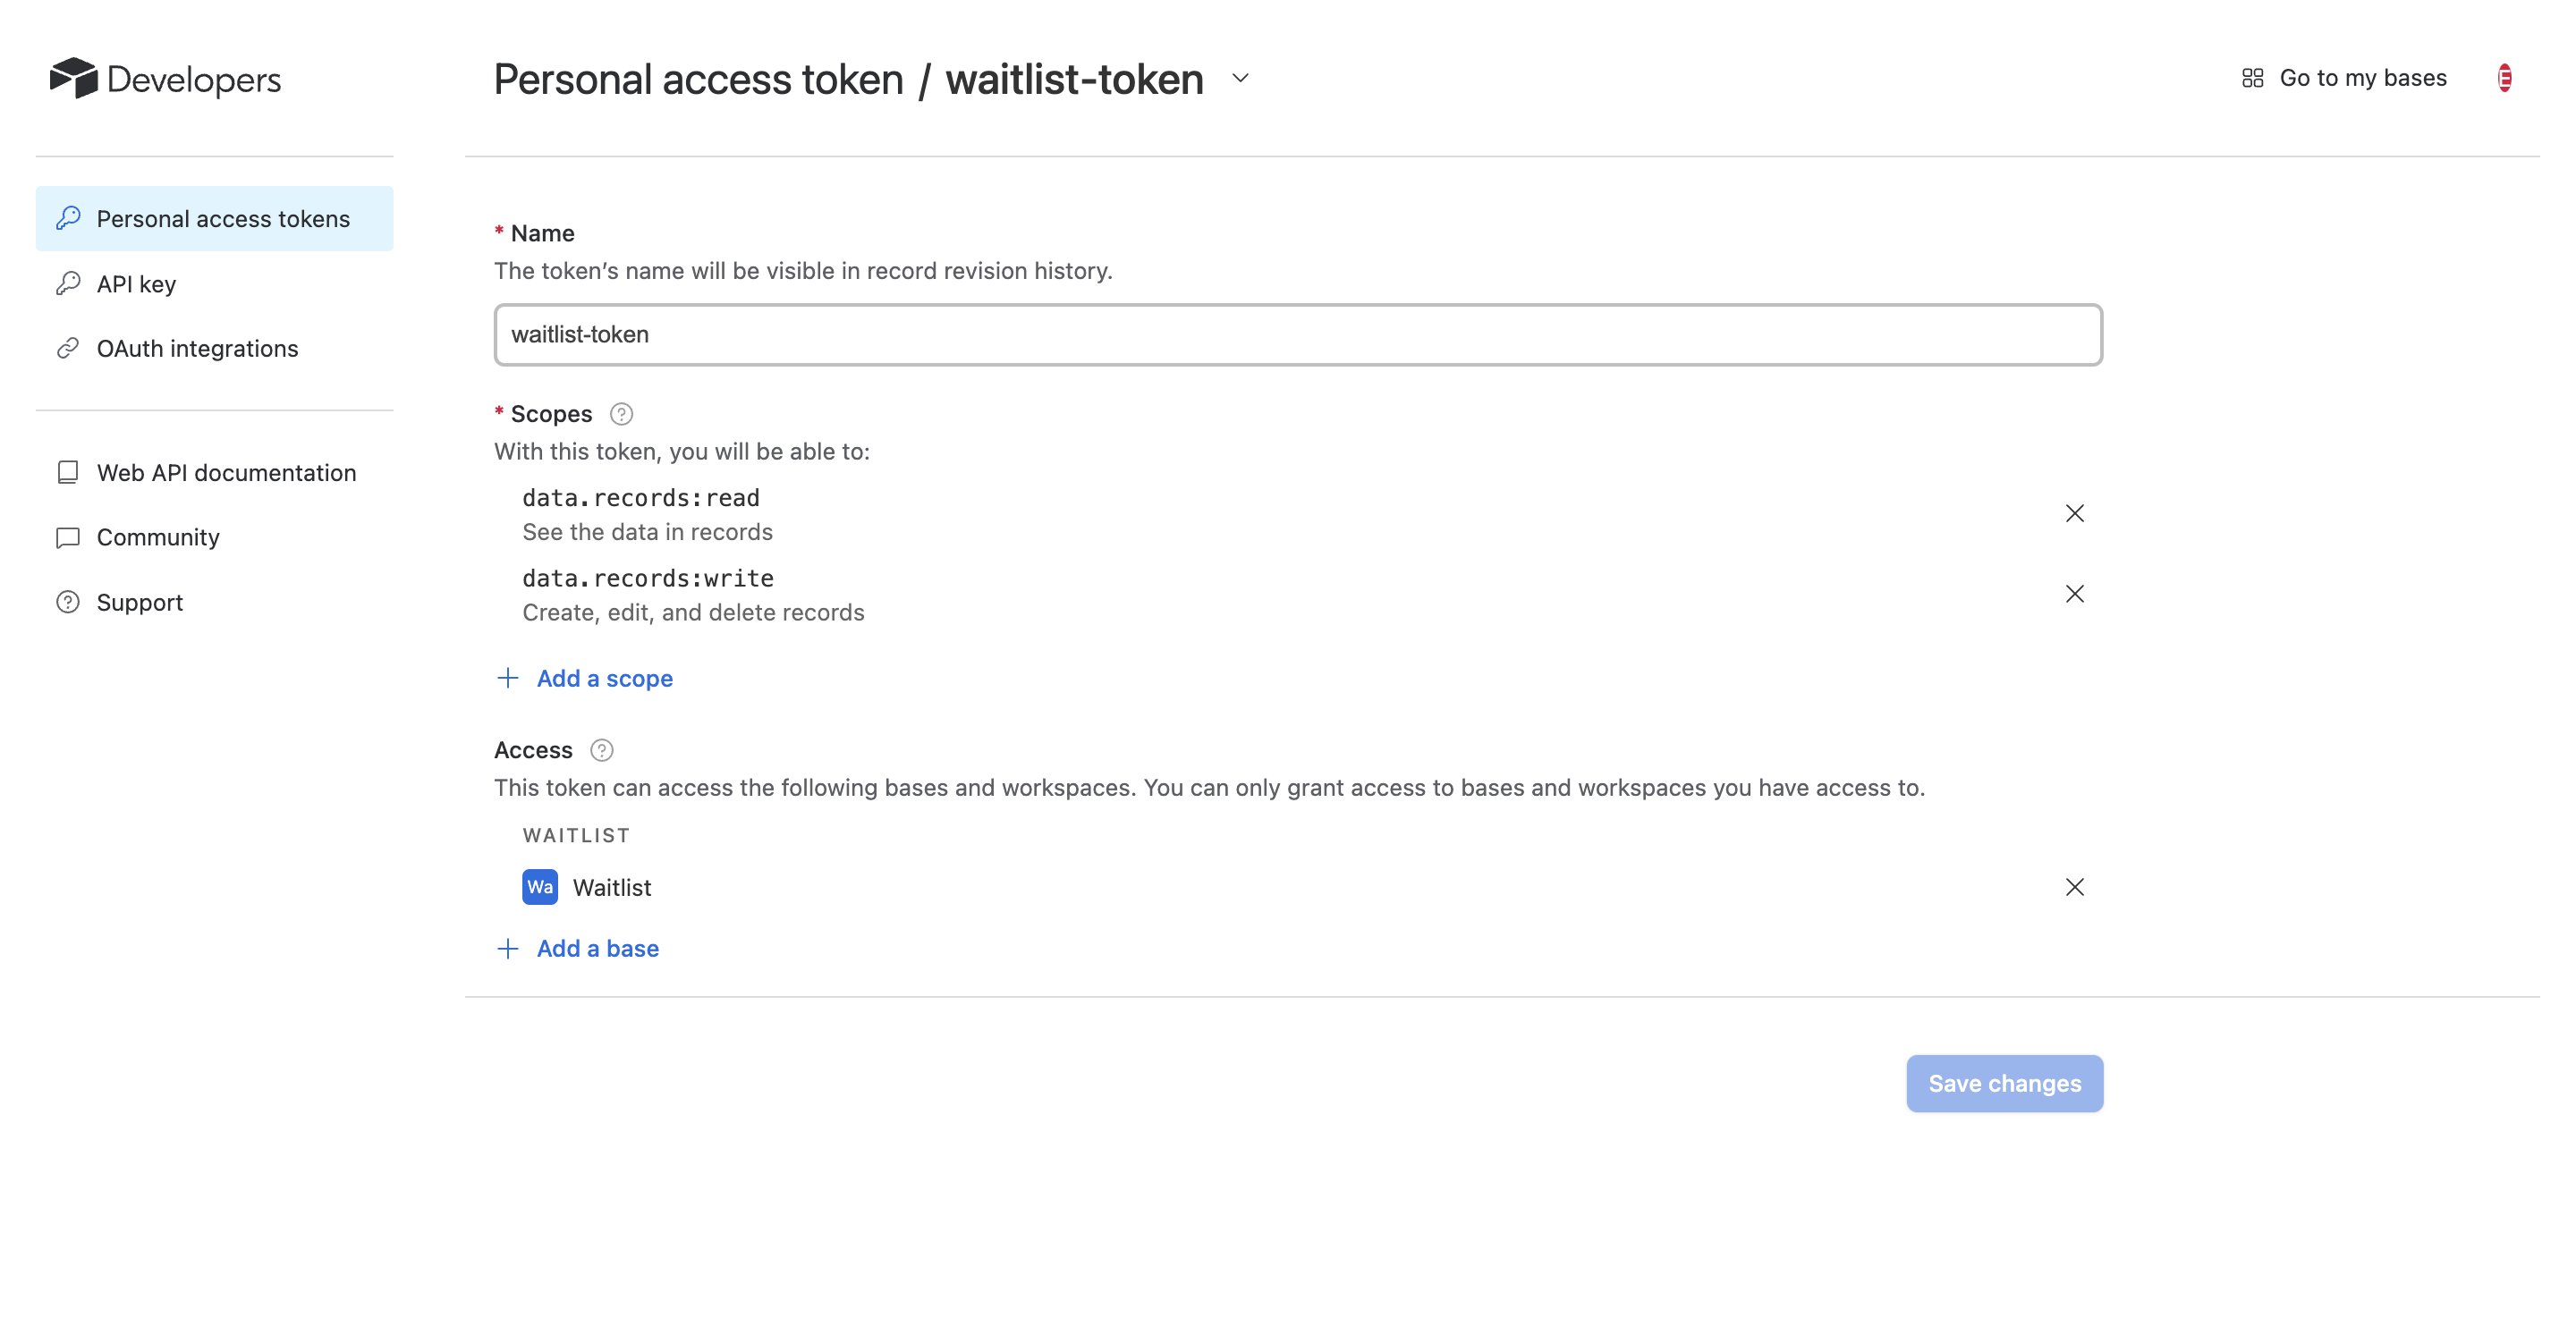 Developers
Personal access token / waitlist-token
Go to my bases
E
Personal access tokens
API key
OAuth integrations
Web API documentation
Community
Support
* Name
The token’s name will be visible in record revision history.
waitlist-token
* Scopes ?
With this token, you will be able to:
data.records:read
See the data in records
data.records:write
Create, edit, and delete records
+ Add a scope
Access ?
This token can access the following bases and workspaces. You can only grant access to bases and workspaces you have access to.
WAITLIST
Wa Waitlist
+ Add a base
Save changes